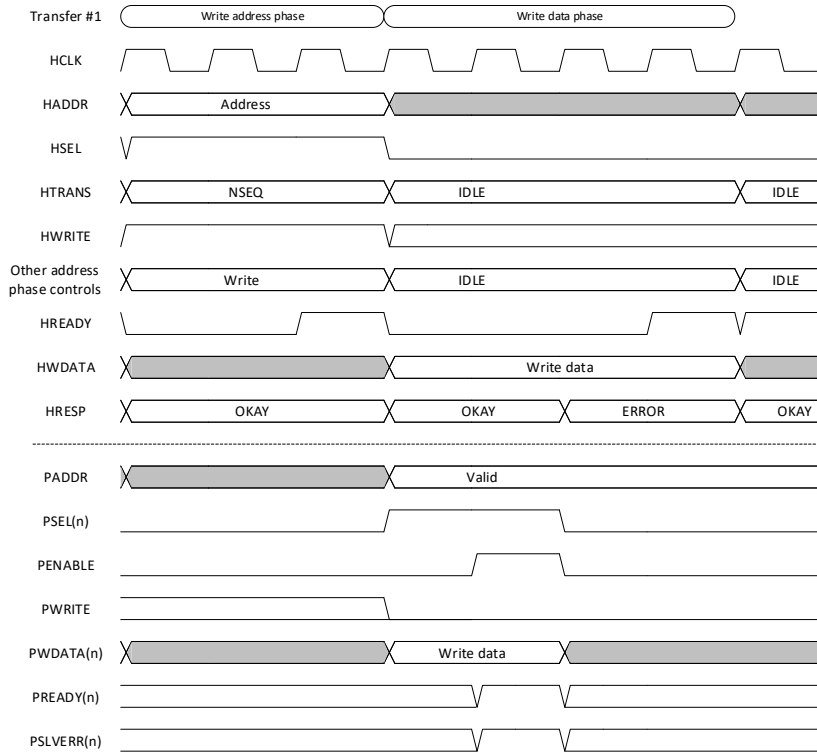 Transfer #1 Write address phase Write data phase
HCLK
HADDR Address
HSEL
HTRANS NSEQ IDLE IDLE
HWRITE
Other address
phase controls Write IDLE IDLE
HREADY
HWDATA Write data
HRESP OKAY OKAY ERROR OKAY
PADDR Valid
PSEL(n)
PENABLE
PWRITE
PWDATA(n) Write data
PREADY(n)
PSLVERR(n)